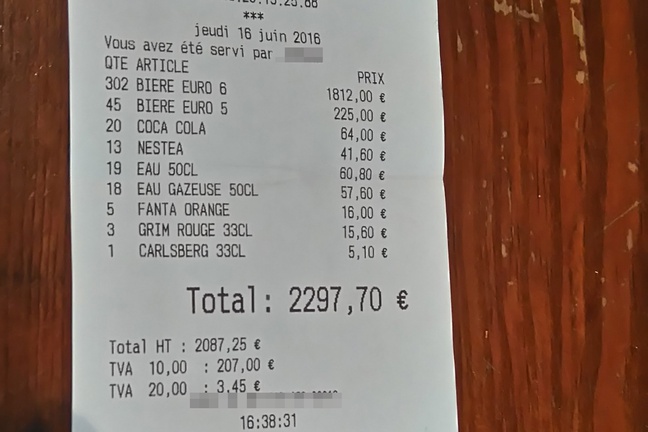 ***
jeudi 16 juin 2016
Vous avez été servi par
QTE ARTICLE PRIX
302 BIERE EURO 6 1812,00 €
45 BIERE EURO 5 225,00 €
20 COCA COLA 64,00 €
13 NESTEA 41,60 €
19 EAU 50CL 60,80 €
18 EAU GAZEUSE 50CL 57,60 €
5 FANTA ORANGE 16,00 €
3 GRIM ROUGE 33CL 15,60 €
1 CARLSBERG 33CL 5,10 €
Total: 2297,70 €
Total HT : 2087,25 €
TVA 10,00 : 207,00 €
TVA 20,00 : 3,45 €
16:38:31